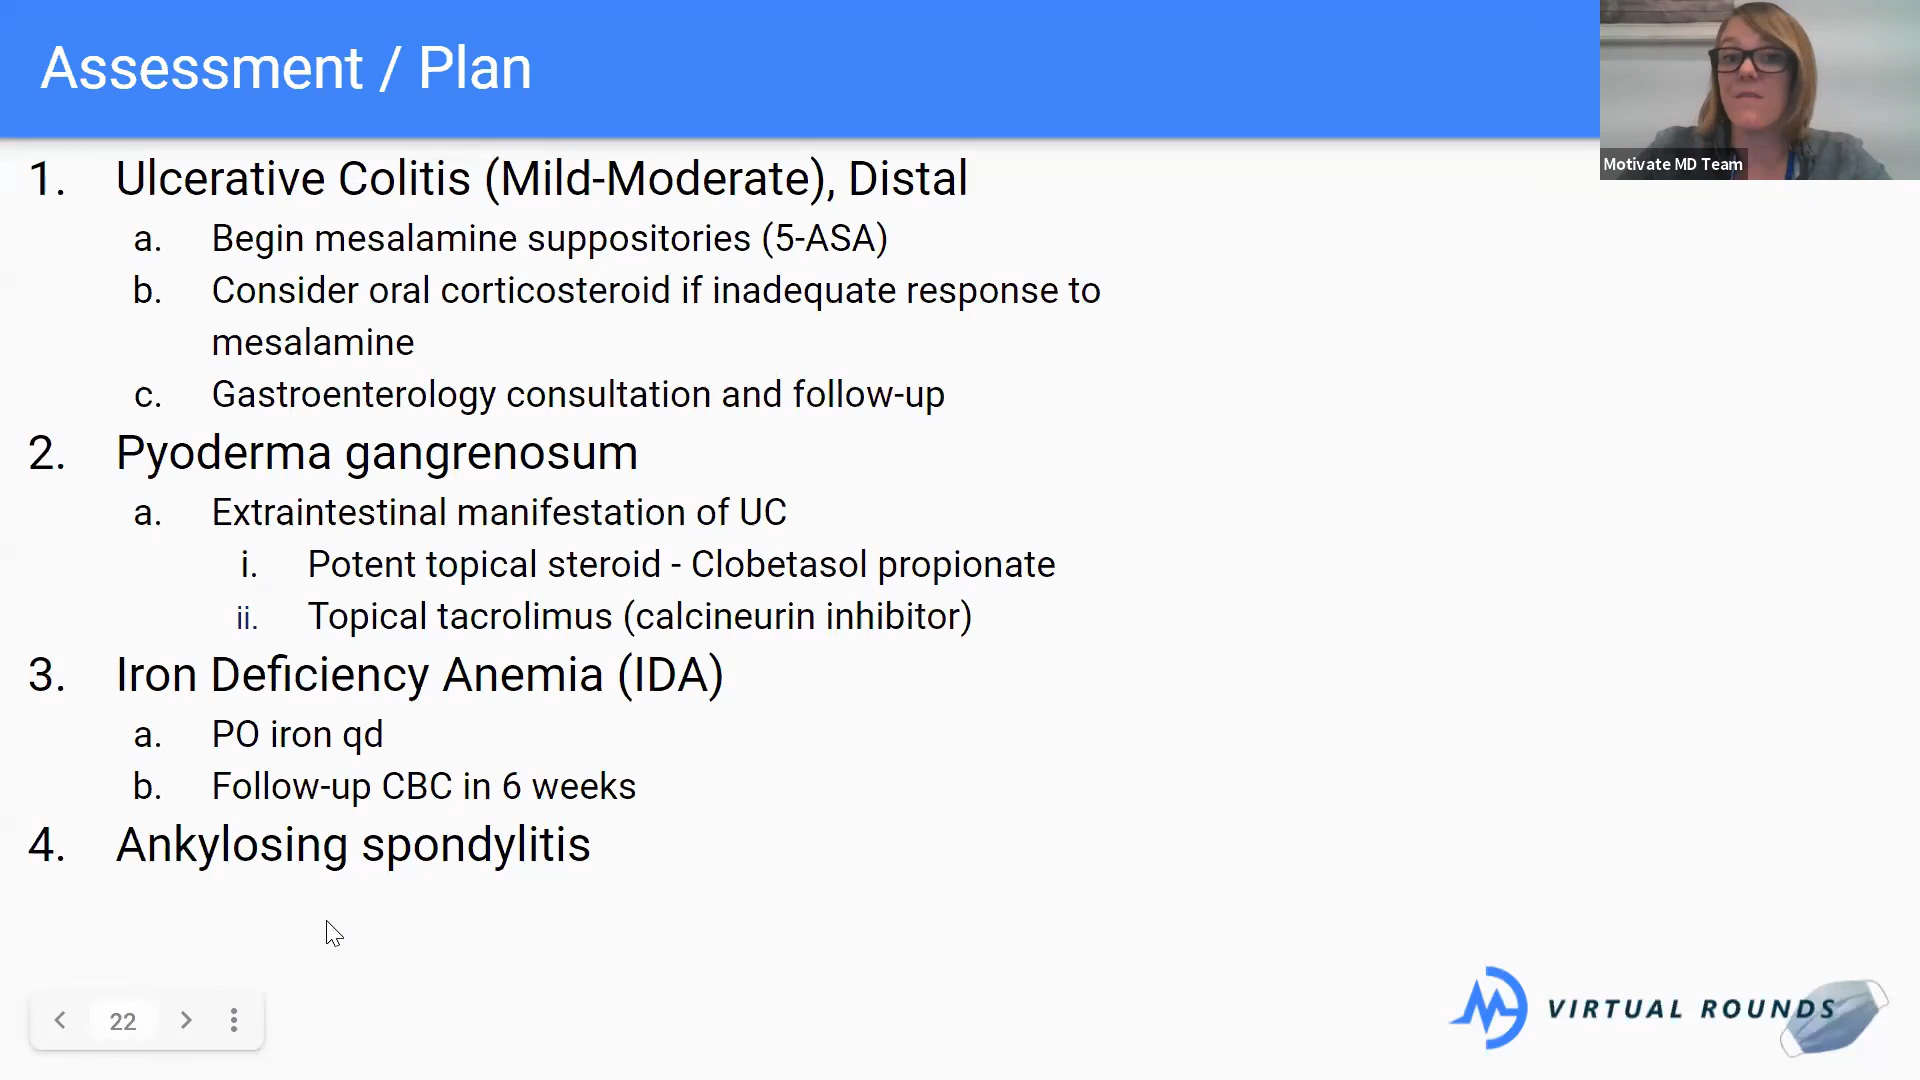 Assessment / Plan
Motivate MD Team
1. Ulcerative Colitis (Mild-Moderate), Distal
a. Begin mesalamine suppositories (5-ASA)
b. Consider oral corticosteroid if inadequate response to
mesalamine
c. Gastroenterology consultation and follow-up
2. Pyoderma gangrenosum
a. Extraintestinal manifestation of UC
i. Potent topical steroid - Clobetasol propionate
ii. Topical tacrolimus (calcineurin inhibitor)
3. Iron Deficiency Anemia (IDA)
a. PO iron qd
b. Follow-up CBC in 6 weeks
4. Ankylosing spondylitis
22
VIRTUAL ROUNDS